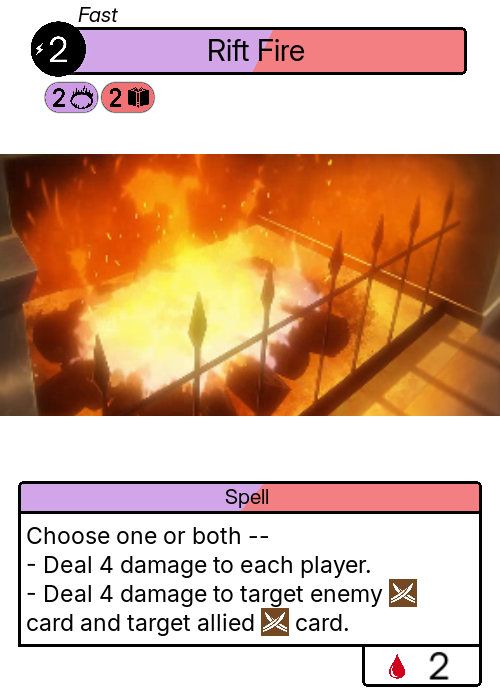 Fast
2
Rift Fire
2 2
Spell
Choose one or both --
- Deal 4 damage to each player.
- Deal 4 damage to target enemy
card and target allied card.
2